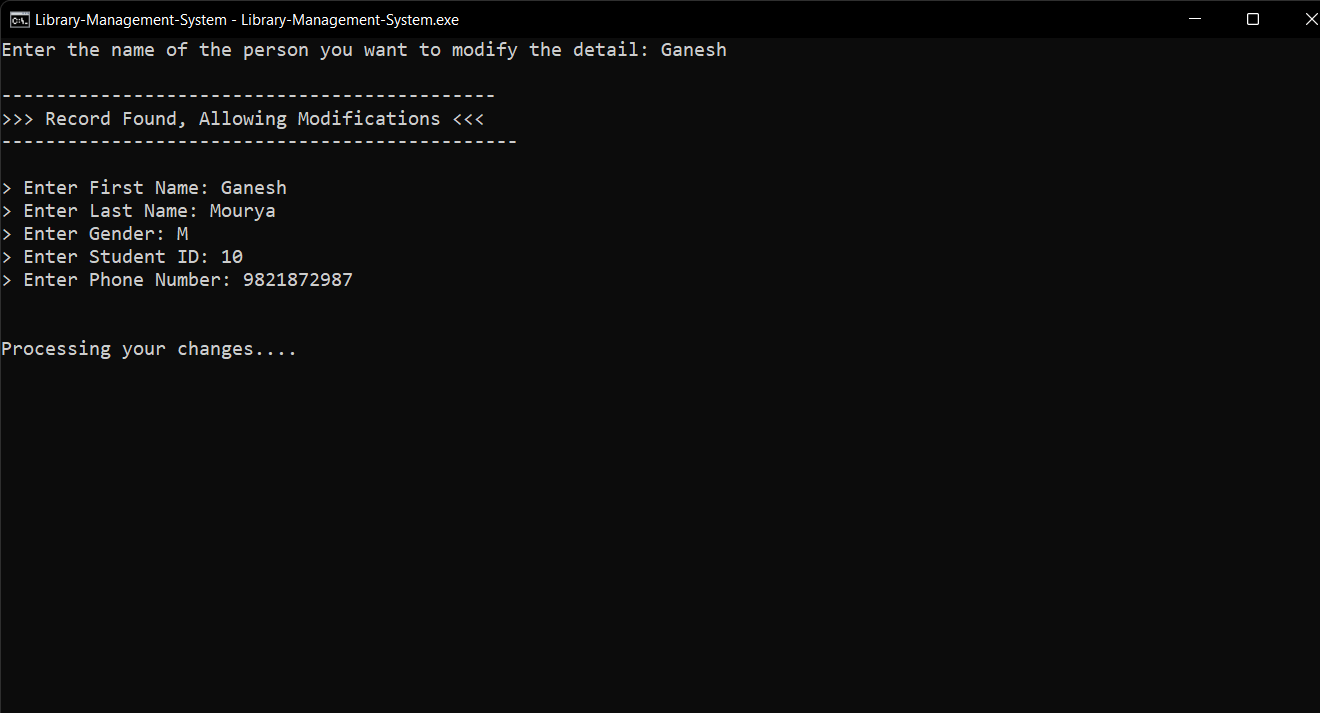 Library-Management-System - Library-Management-System.exe
Enter the name of the person you want to modify the detail: Ganesh
---------------------------------------------
>>> Record Found, Allowing Modifications <<<
-----------------------------------------------
> Enter First Name: Ganesh
> Enter Last Name: Mourya
> Enter Gender: M
> Enter Student ID: 10
> Enter Phone Number: 9821872987
Processing your changes....